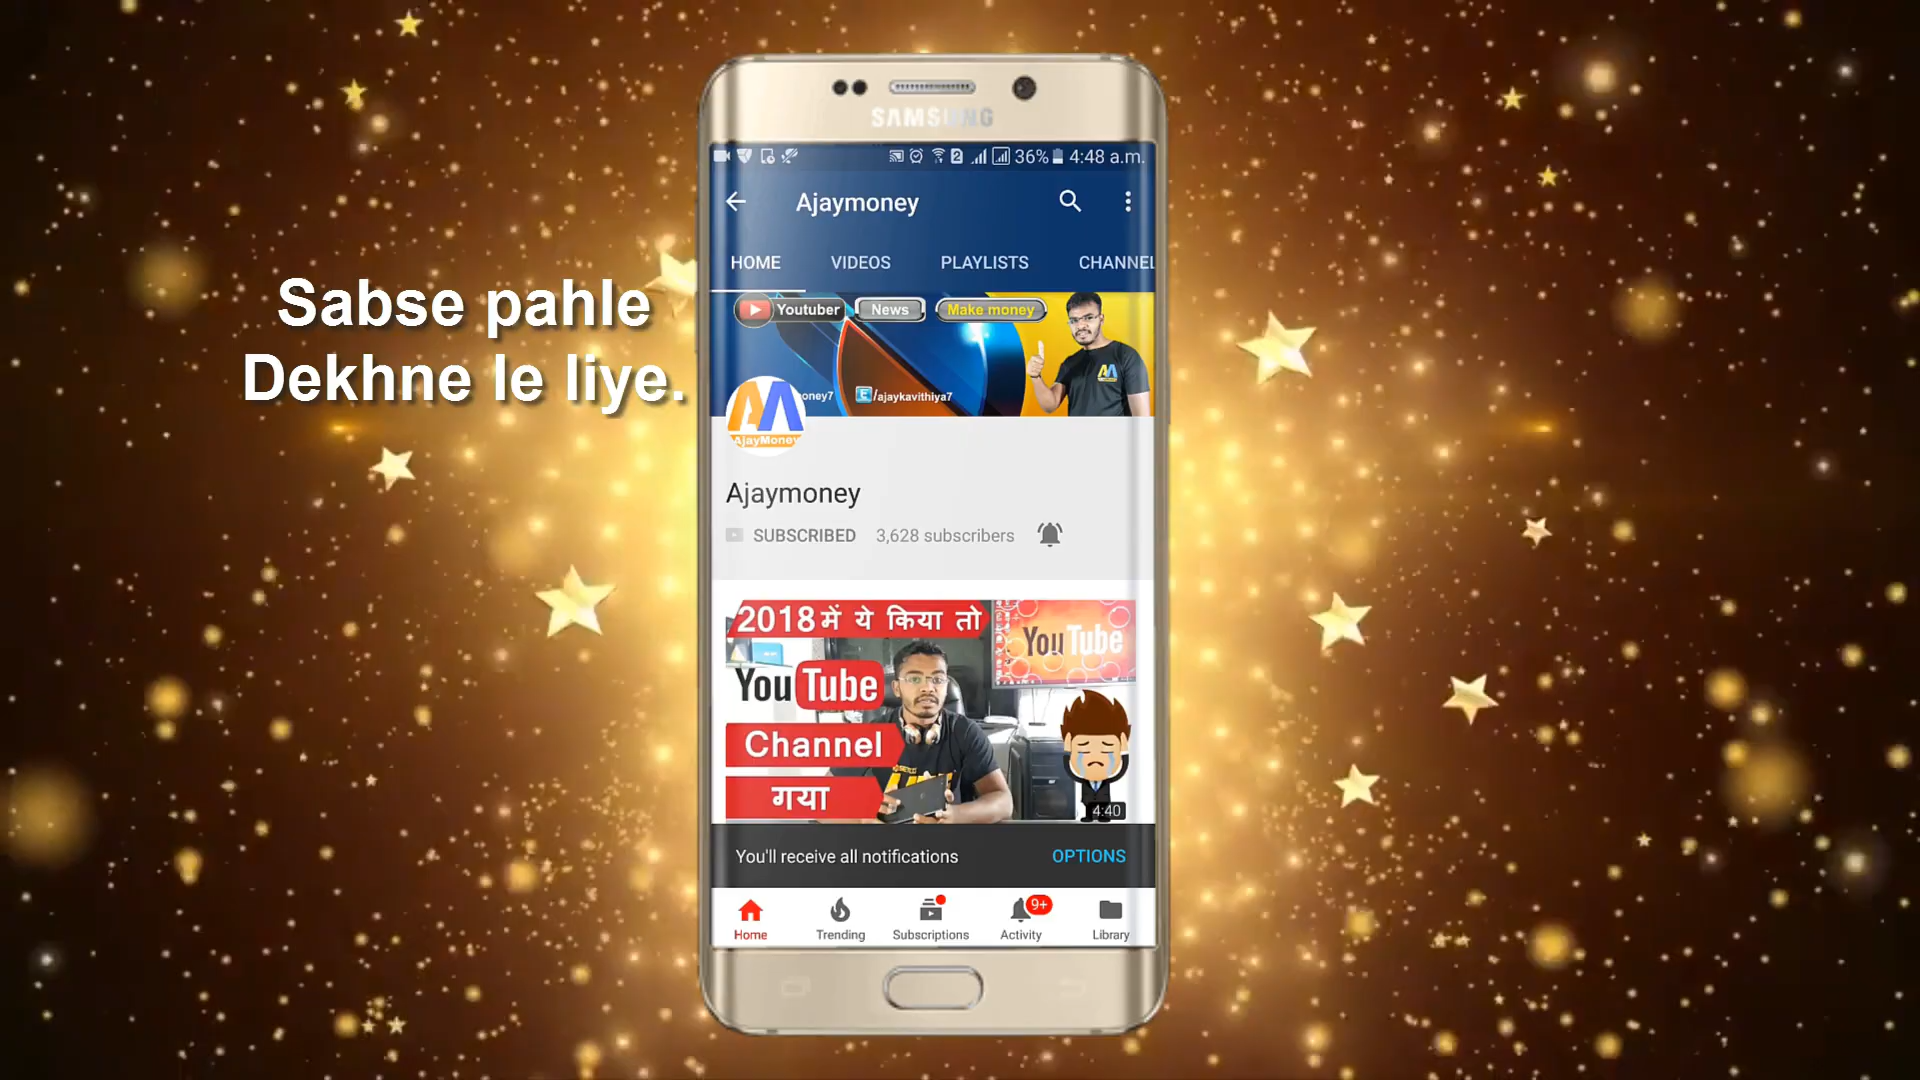 SAMSUNG
36% 4:48 a.m.
Ajaymoney
HOME VIDEOS PLAYLISTS CHANNEL
Youtuber News Make money
Sabse pahle
Dekhne le liye.
oney7 /ajaykavithiya7
AjayMoney
Ajaymoney
SUBSCRIBED 3,628 subscribers
2018 में ये किया तो
YouTube
YouTube
Channel
गया
4:40
You'll receive all notifications OPTIONS
9+
Home Trending Subscriptions Activity Library